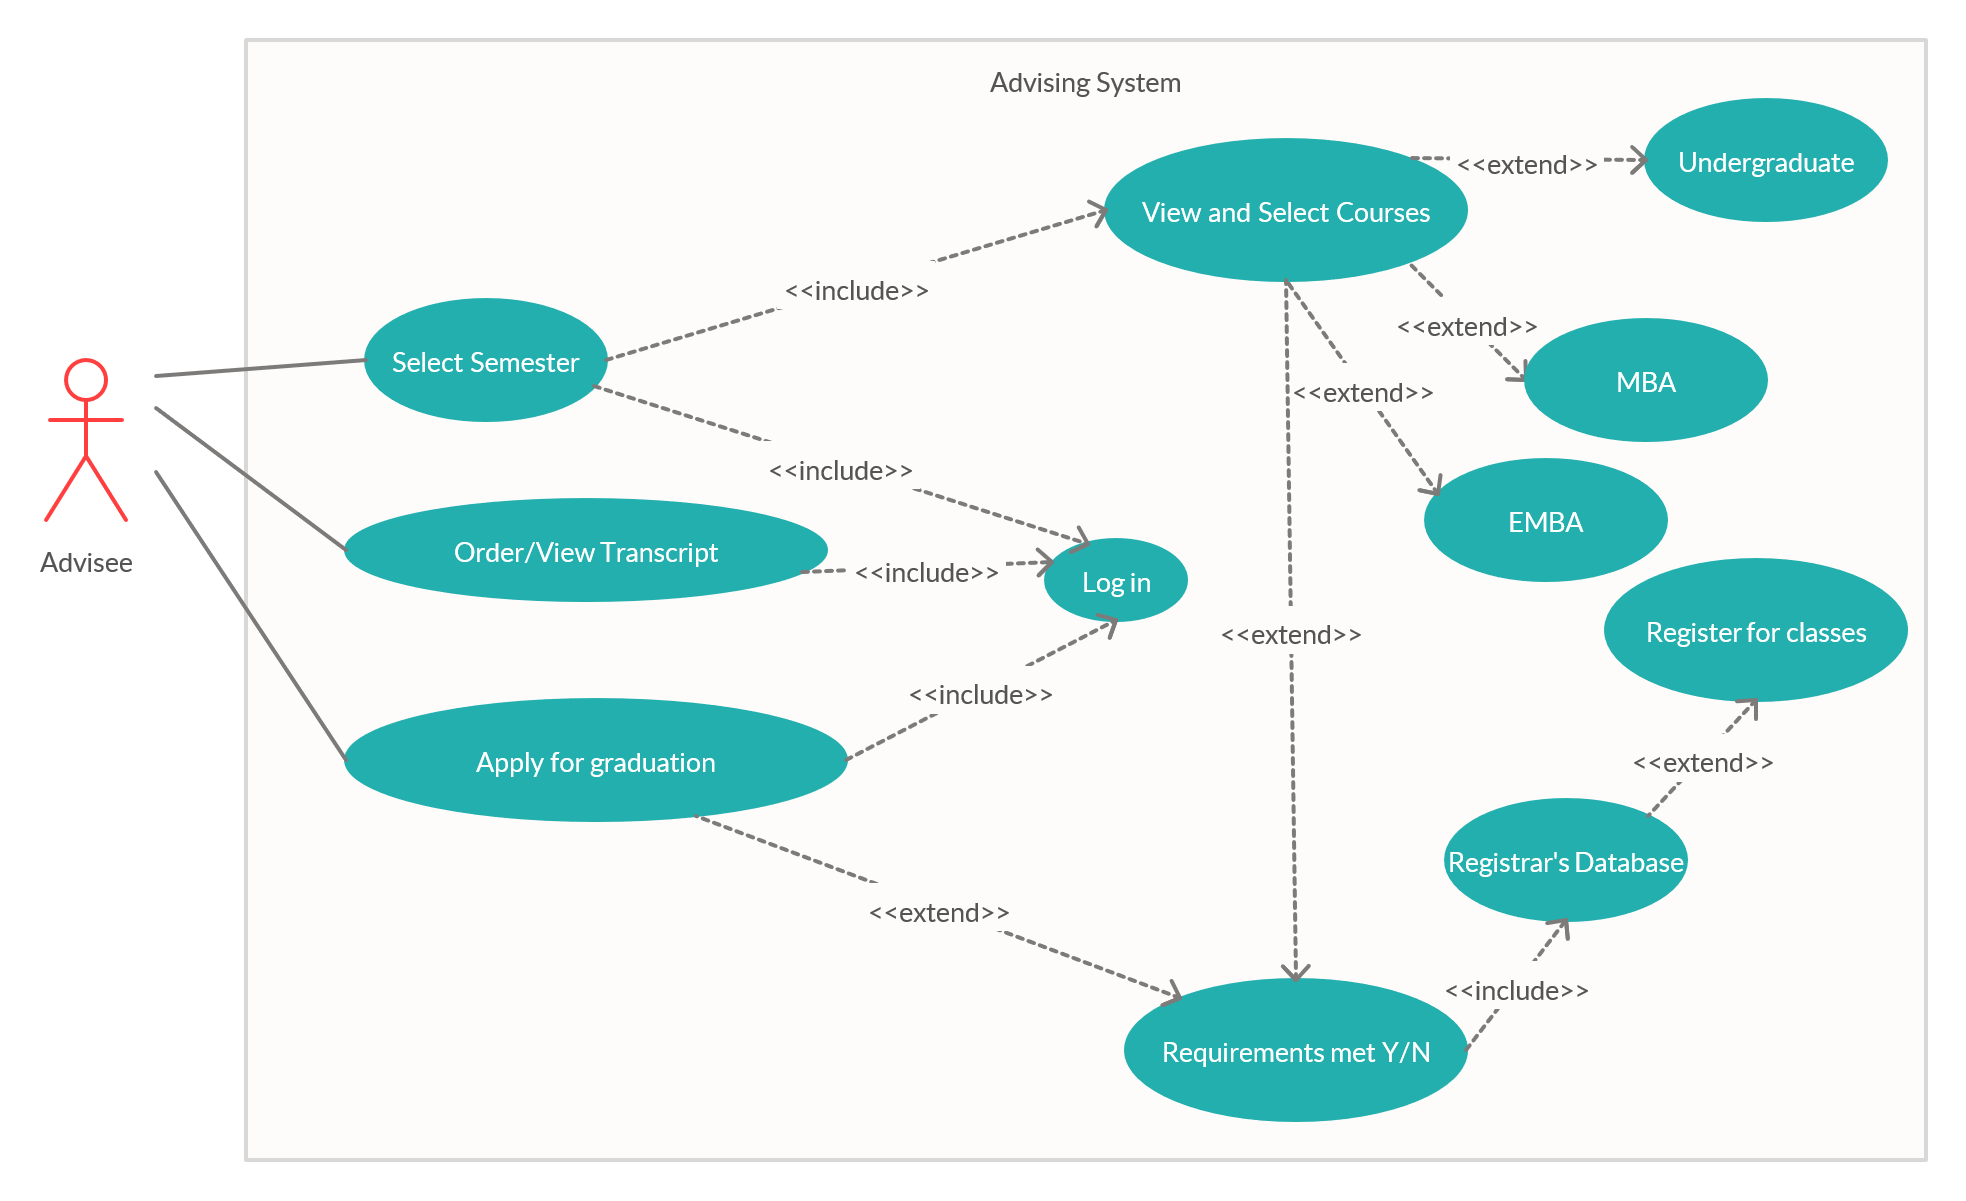 Advising System
Undergraduate
<<extend>>
View and Select Courses
<<include>>
<<extend>>
Select Semester
MBA
<<extend>>
<<include>>
EMBA
Advisee
Order/View Transcript
<<include>>
Log in
<<extend>>
Register for classes
<<include>>
Apply for graduation
<<extend>>
Registrar's Database
<<extend>>
<<include>>
Requirements met Y/N